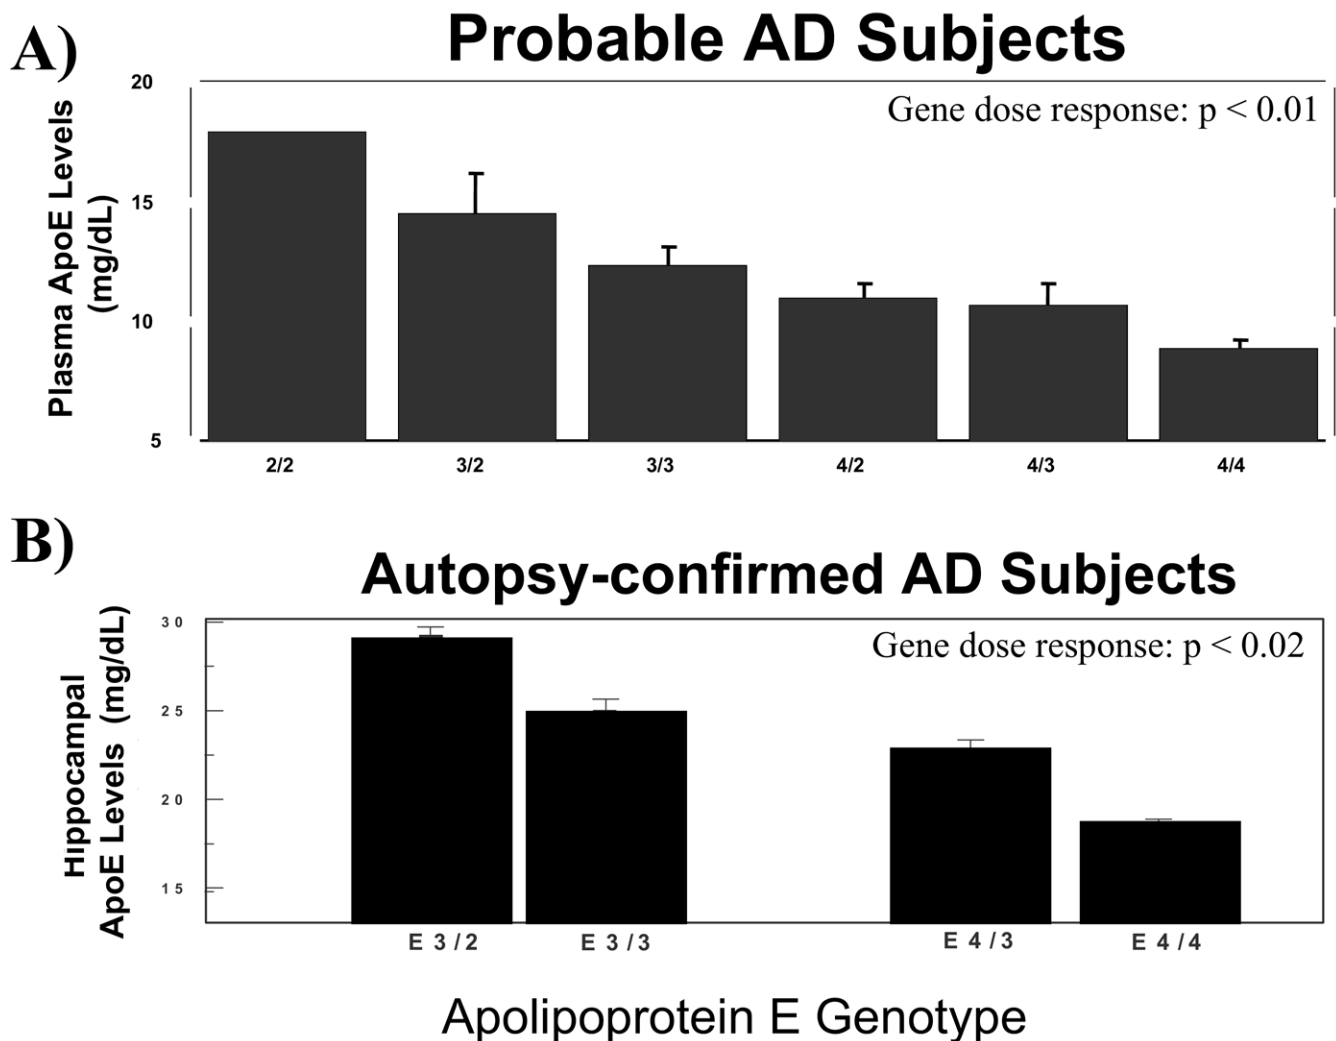 A)
Probable AD Subjects
Gene dose response: p < 0.01
Plasma ApoE Levels
(mg/dL)
20
15
10
5
2/2 3/2 3/3 4/2 4/3 4/4
B)
Autopsy-confirmed AD Subjects
Gene dose response: p < 0.02
Hippocampal
ApoE Levels (mg/dL)
30
25
20
15
E 3/2 E 3/3 E 4/3 E 4/4
Apolipoprotein E Genotype